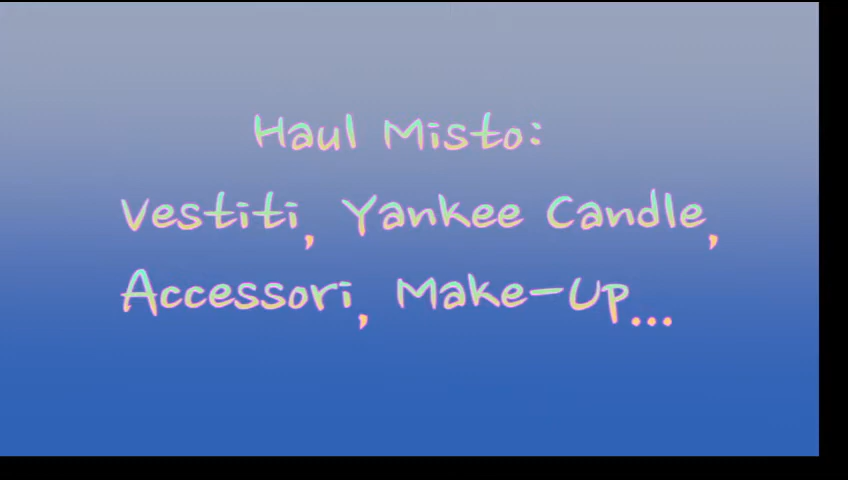 Haul Misto:
Vestiti, Yankee Candle,
Accessori, Make-Up...